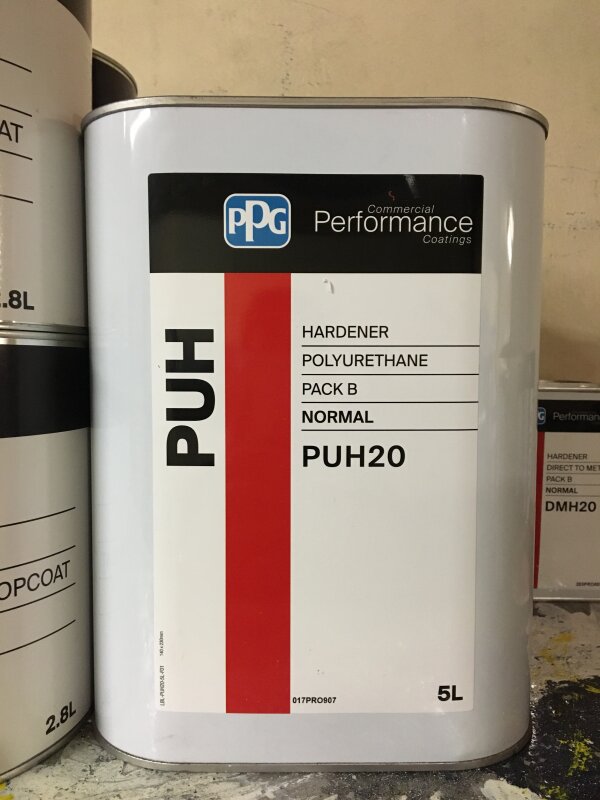 AT
.8L
OPCOAT
2.8L
PPG
Commercial
Performance
Coatings
PUH
HARDENER
POLYURETHANE
PACK B
NORMAL
PUH20
017PRO907
5L
Performan
HARDENER
DIRECT TO MET
PACK B
NORMAL
DMH20